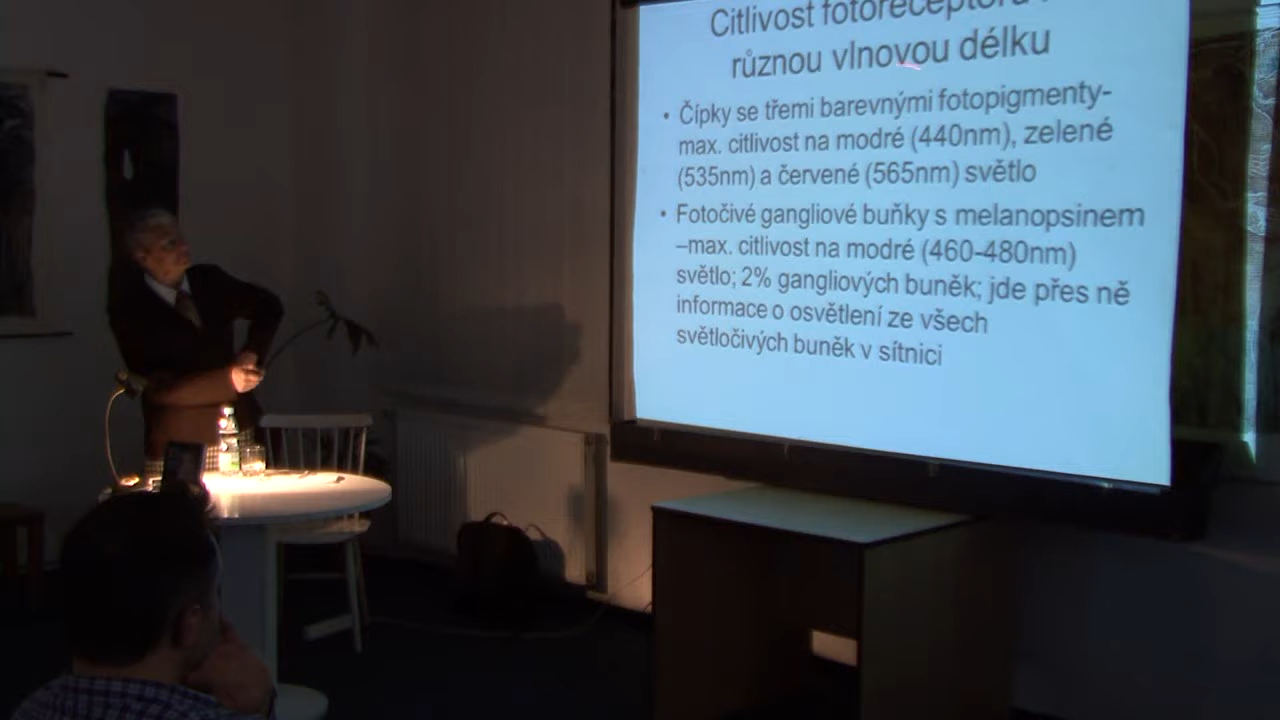 Citlivost fotoreceptorů
různou vlnovou délku
• Čípky se třemi barevnými fotopigmenty-
max. citlivost na modré (440nm), zelené
(535nm) a červené (565nm) světlo
• Fotočivé gangliové buňky s melanopsinem
–max. citlivost na modré (460-480nm)
světlo; 2% gangliových buněk; jde přes ně
informace o osvětlení ze všech
světločivých buněk v sítnici